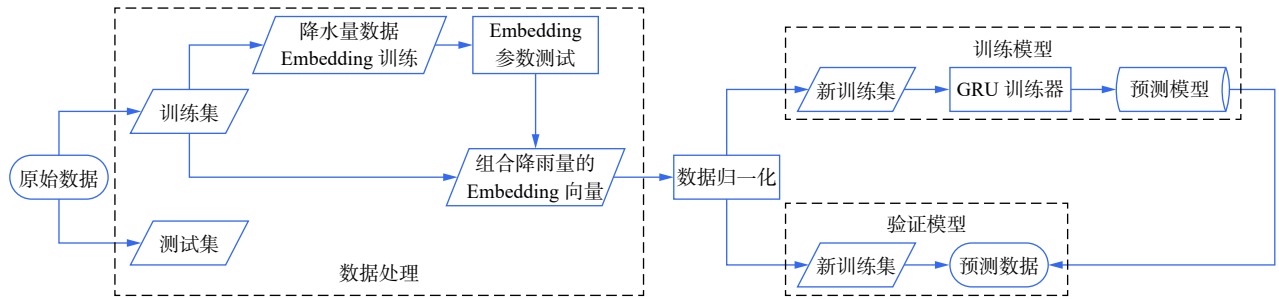 原始数据
训练集
测试集
降水量数据
Embedding 训练
Embedding
参数测试
组合降雨量的
Embedding 向量
数据处理
数据归一化
训练模型
新训练集
GRU 训练器
预测模型
验证模型
新训练集
预测数据